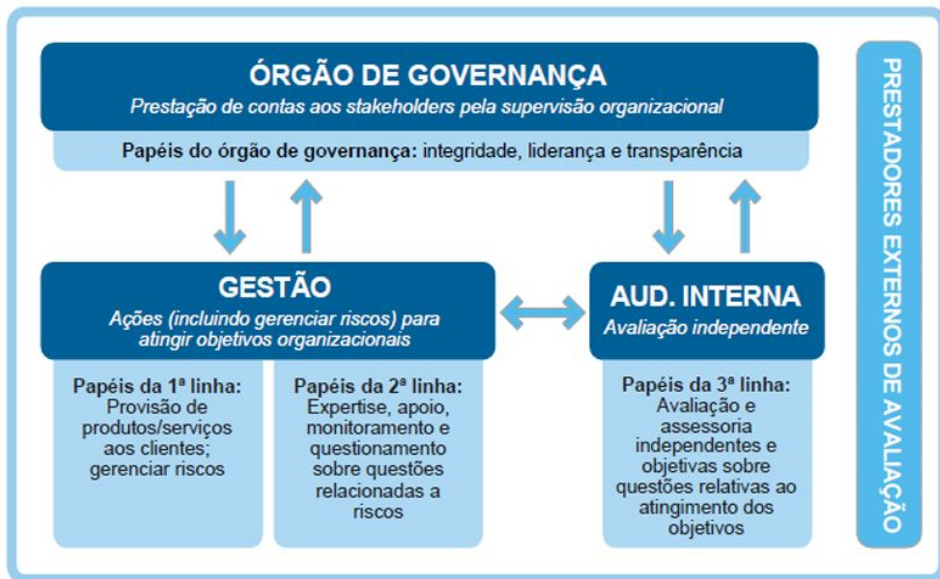 ÓRGÃO DE GOVERNANÇA
Prestação de contas aos stakeholders pela supervisão organizacional
Papéis do órgão de governança: integridade, liderança e transparência
GESTÃO
Ações (incluindo gerenciar riscos) para
atingir objetivos organizacionais
Papéis da 1ª linha:
Provisão de
produtos/serviços
aos clientes;
gerenciar riscos
Papéis da 2ª linha:
Expertise, apoio,
monitoramento e
questionamento
sobre questões
relacionadas a
riscos
AUD. INTERNA
Avaliação independente
Papéis da 3ª linha:
Avaliação e
assessoria
independentes e
objetivas sobre
questões relativas ao
atingimento dos
objetivos
PRESTADORES EXTERNOS DE AVALIAÇÃO